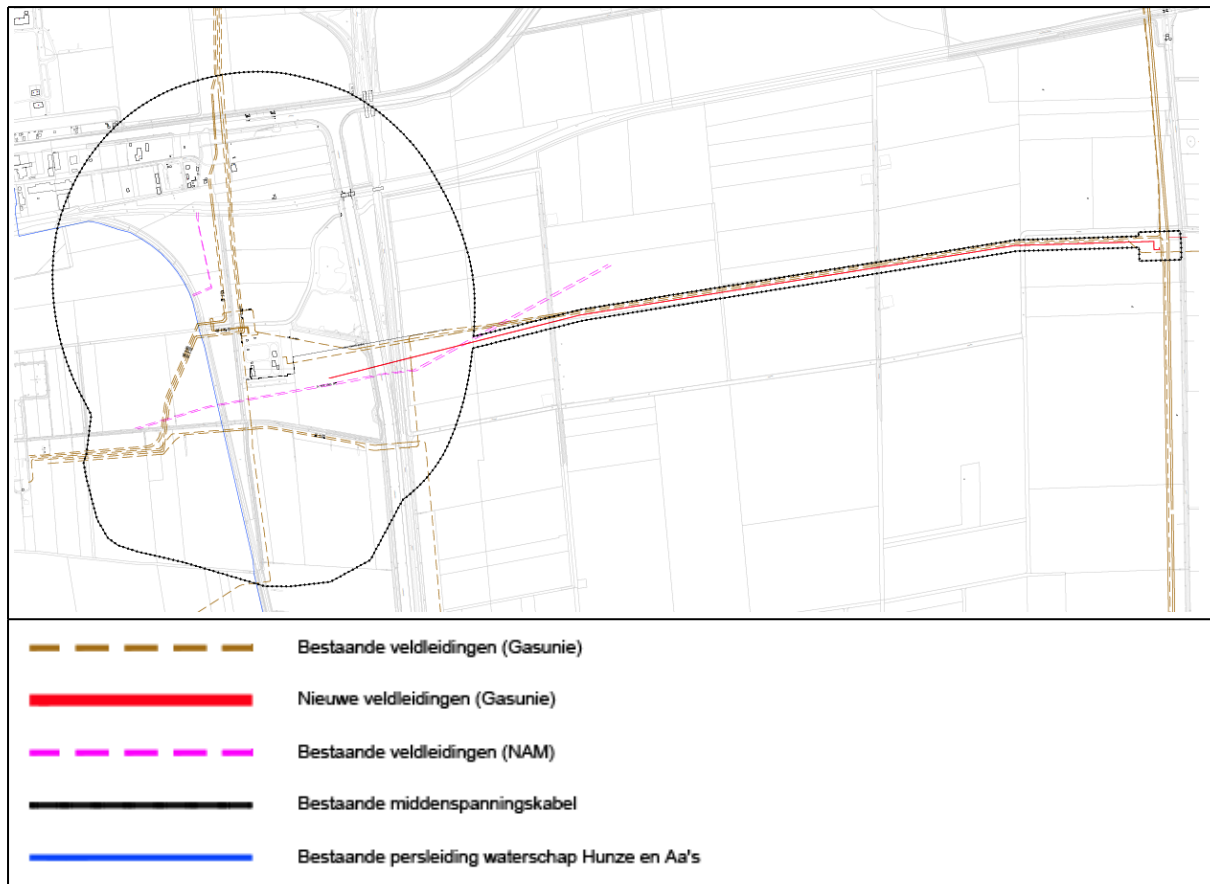 Bestaande veldleidingen (Gasunie)
Nieuwe veldleidingen (Gasunie)
Bestaande veldleidingen (NAM)
Bestaande middenspanningskabel
Bestaande persleiding waterschap Hunze en Aa's